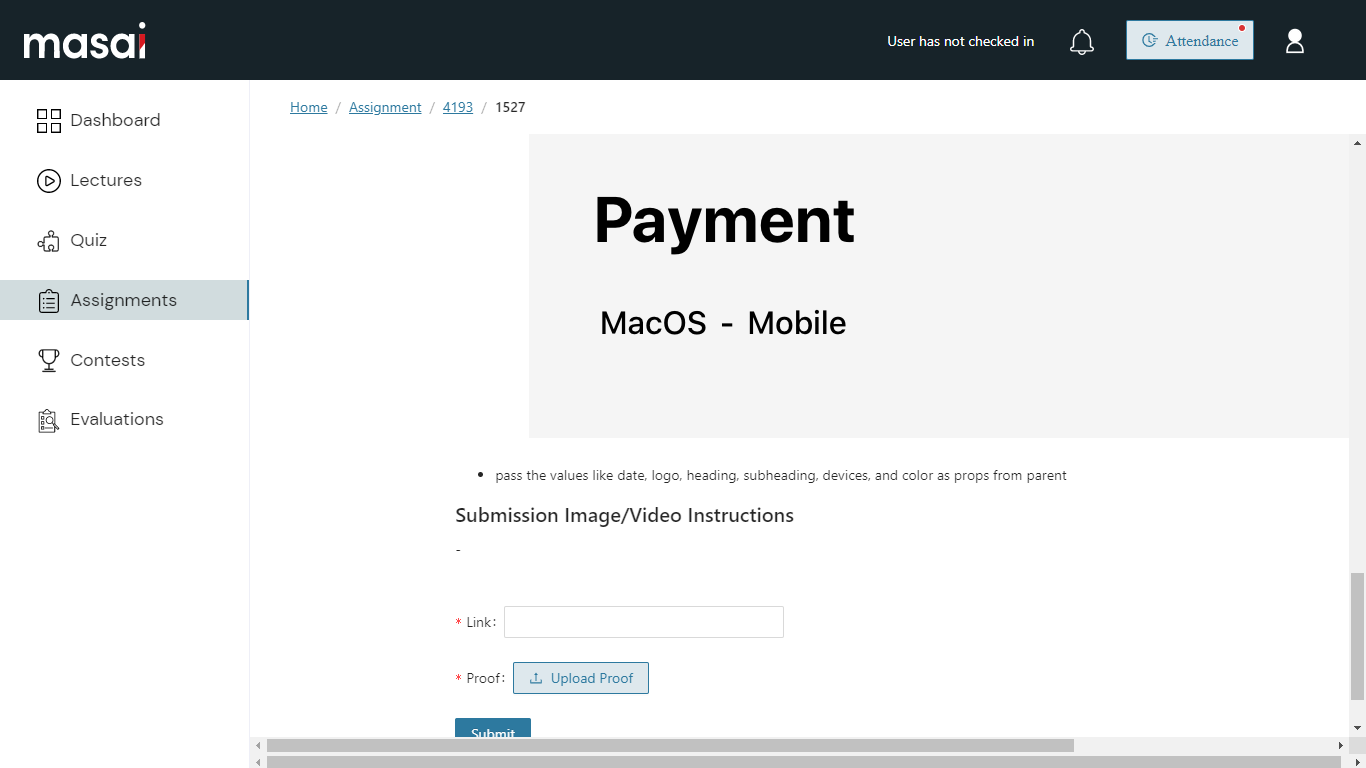 masai
User has not checked in
Attendance
Dashboard
Lectures
Quiz
Assignments
Contests
Evaluations
Home / Assignment / 4193 / 1527
Payment
MacOS - Mobile
• pass the values like date, logo, heading, subheading, devices, and color as props from parent
Submission Image/Video Instructions
-
* Link:
* Proof: Upload Proof
Submit